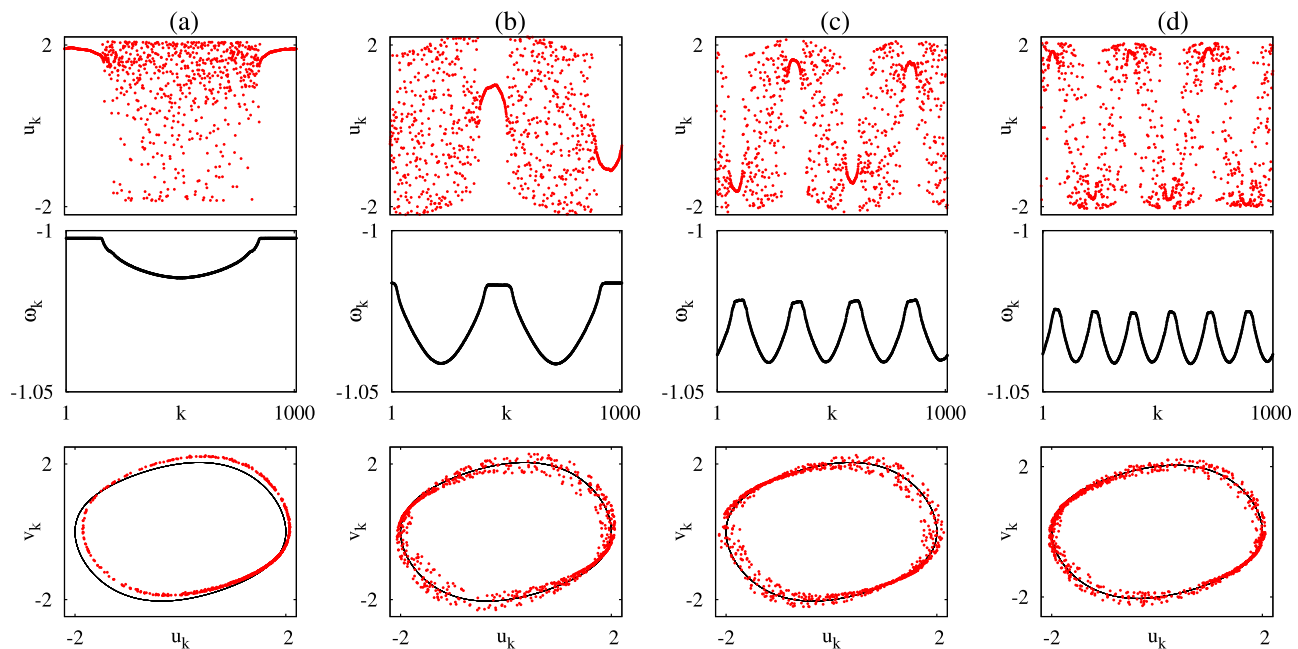 (a) (b) (c) (d)
2 2 2 2
u_k u_k u_k u_k
-2 -2 -2 -2
-1 -1 -1 -1
ω_k ω_k ω_k ω_k
-1.05 -1.05 -1.05 -1.05
1 k 1000 1 k 1000 1 k 1000 1 k 1000
2 2 2 2
v_k v_k v_k v_k
-2 -2 -2 -2
-2 u_k 2 -2 u_k 2 -2 u_k 2 -2 u_k 2